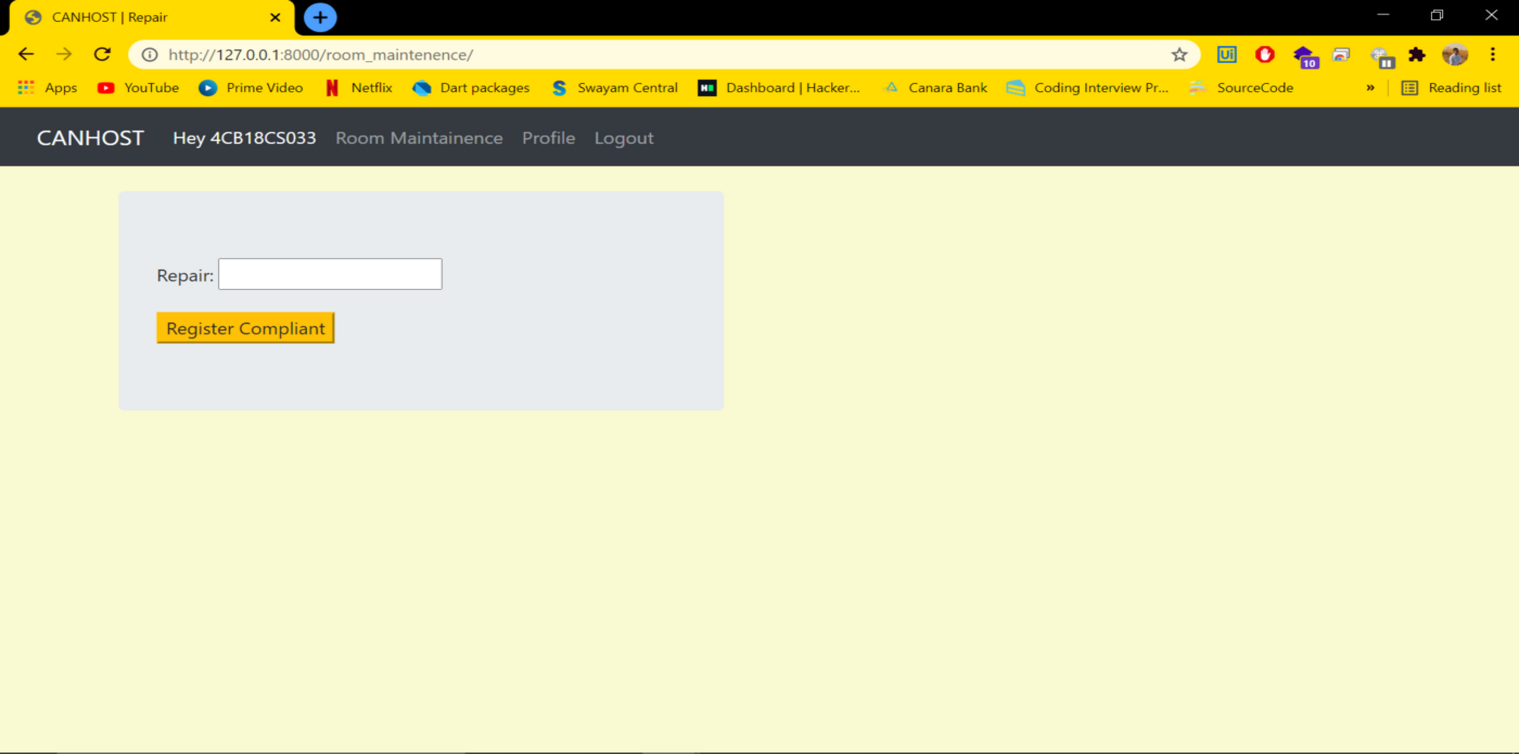 CANHOST | Repair
http://127.0.0.1:8000/room_maintenence/
Ui 10
Apps YouTube Prime Video Netflix Dart packages Swayam Central Dashboard | Hacker... Canara Bank Coding Interview Pr... SourceCode » Reading list
CANHOST Hey 4CB18CS033 Room Maintainence Profile Logout
Repair:
Register Compliant